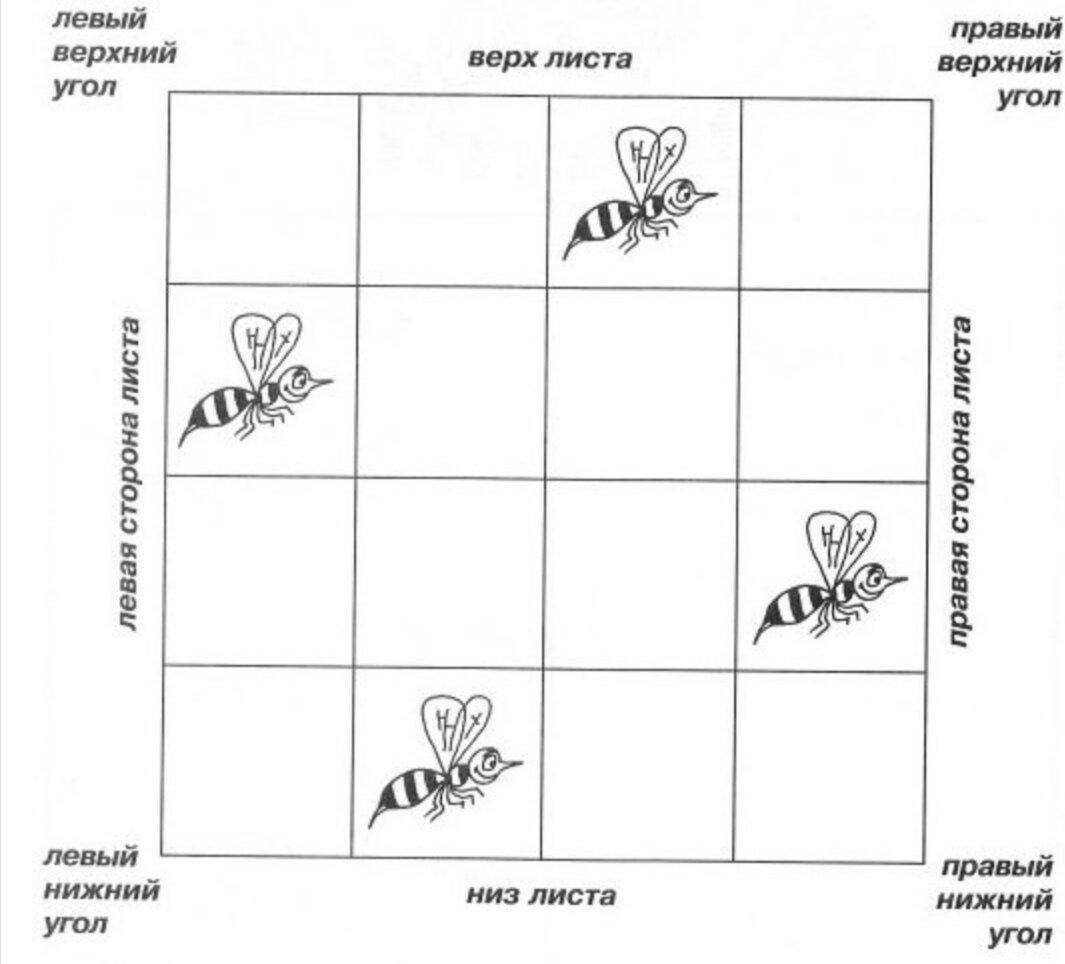 левый
верхний
угол
верх листа
правый
верхний
угол
левая сторона листа
правая сторона листа
левый
нижний
угол
низ листа
правый
нижний
угол